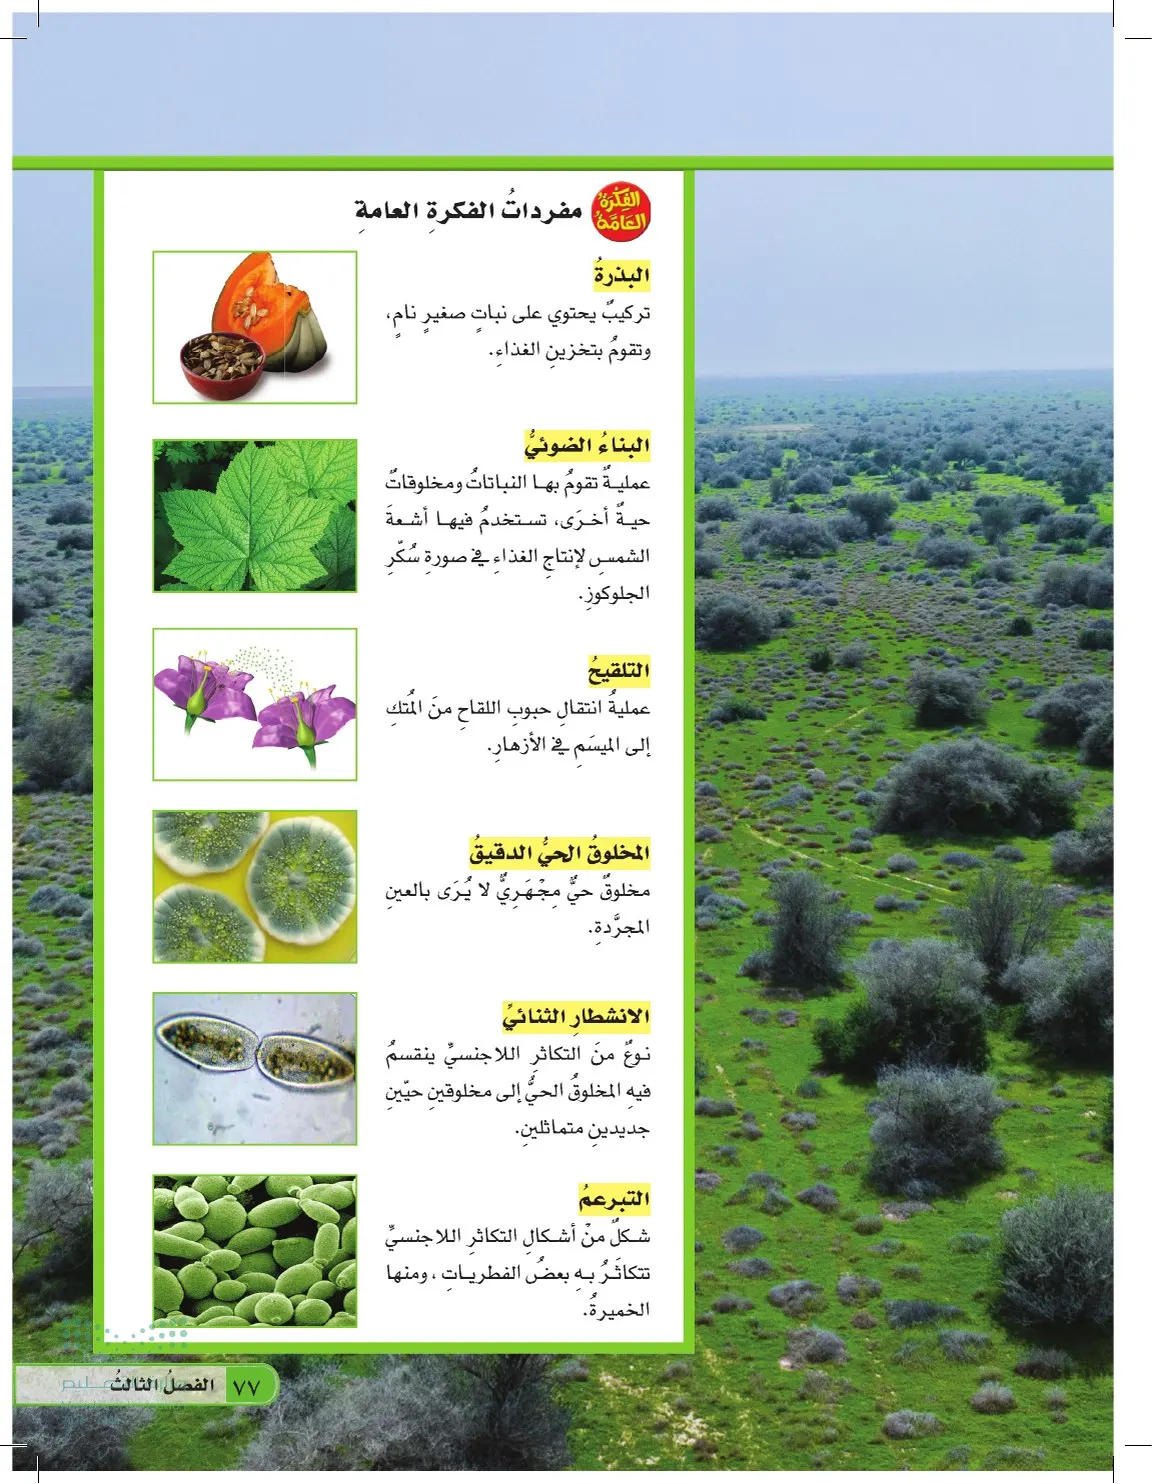 الفِكْرَةُ
العَامَّةُ
مفرداتُ الفكرةِ العامةِ
البذرةُ
تركيبٌ يحتوي على نباتٍ صغيرٍ نامٍ،
وتقومُ بتخزينِ الغذاءِ.
البناءُ الضوئيُّ
عمليةٌ تقومُ بها النباتاتُ ومخلوقاتٌ
حيةٌ أخرَى، تستخدمُ فيها أشعةَ
الشمسِ لإنتاجِ الغذاءِ في صورةِ سُكّرِ
الجلوكوزِ.
التلقيحُ
عمليةُ انتقالِ حبوبِ اللقاحِ منَ المُتكِ
إلى الميسَمِ في الأزهارِ.
المخلوقُ الحيُّ الدقيقُ
مخلوقٌ حيٌّ مِجْهَرِيٌّ لا يُرَى بالعينِ
المجرَّدةِ.
الانشطارِ الثنائيِّ
نوعٌ منَ التكاثرِ اللاجنسيِّ ينقسمُ
فيهِ المخلوقُ الحيُّ إلى مخلوقينِ حيّينِ
جديدينِ متماثلينِ.
التبرعمُ
شكلٌ منْ أشكالِ التكاثرِ اللاجنسيِّ
تتكاثَرُ بهِ بعضُ الفطرياتِ، ومنها
الخميرةُ.
٧٧ الفصلُ الثالثُ